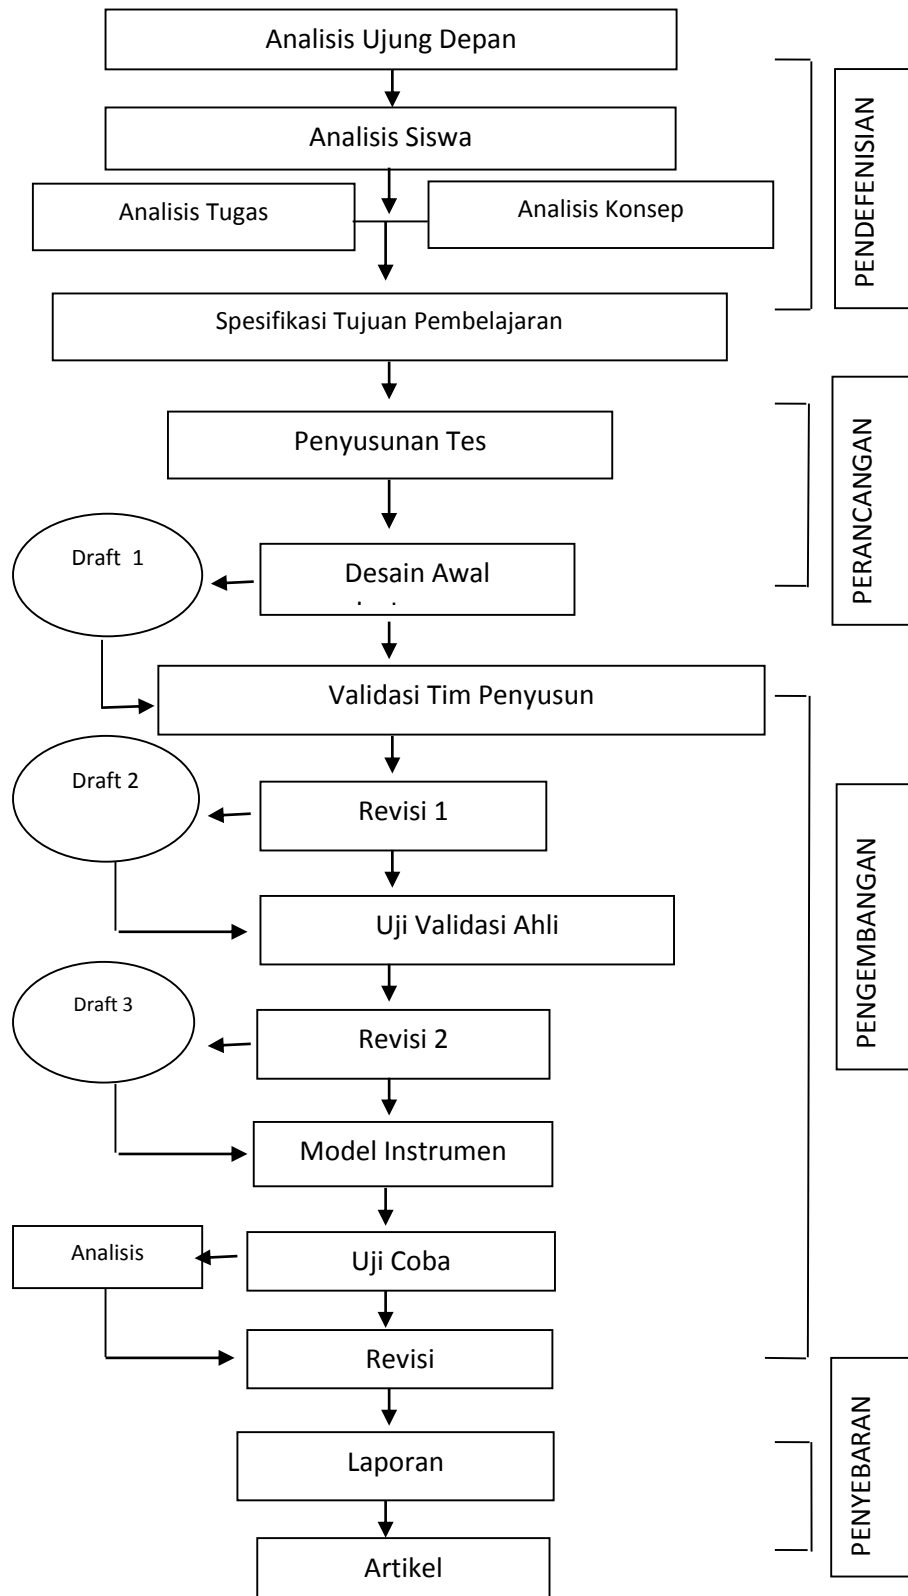 Analisis Ujung Depan
Analisis Siswa
Analisis Tugas
Analisis Konsep
Spesifikasi Tujuan Pembelajaran
PENDEFENISIAN
Penyusunan Tes
Draft 1
Desain Awal
PERANCANGAN
Validasi Tim Penyusun
Draft 2
Revisi 1
Uji Validasi Ahli
Draft 3
Revisi 2
Model Instrumen
Analisis
Uji Coba
Revisi
PENGEMBANGAN
Laporan
Artikel
PENYEBARAN